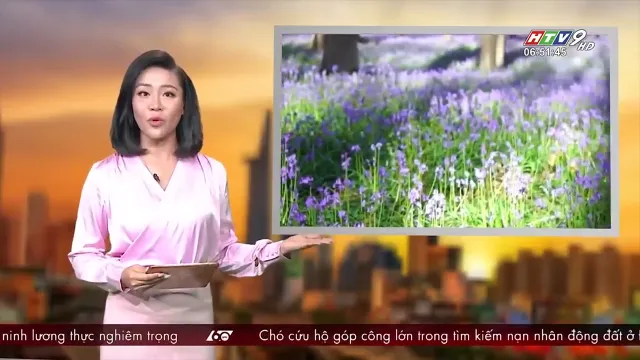 HTV9 HD
06:51:45
ninh lương thực nghiêm trọng 60 Chó cứu hộ góp công lớn trong tìm kiếm nạn nhân động đất ở